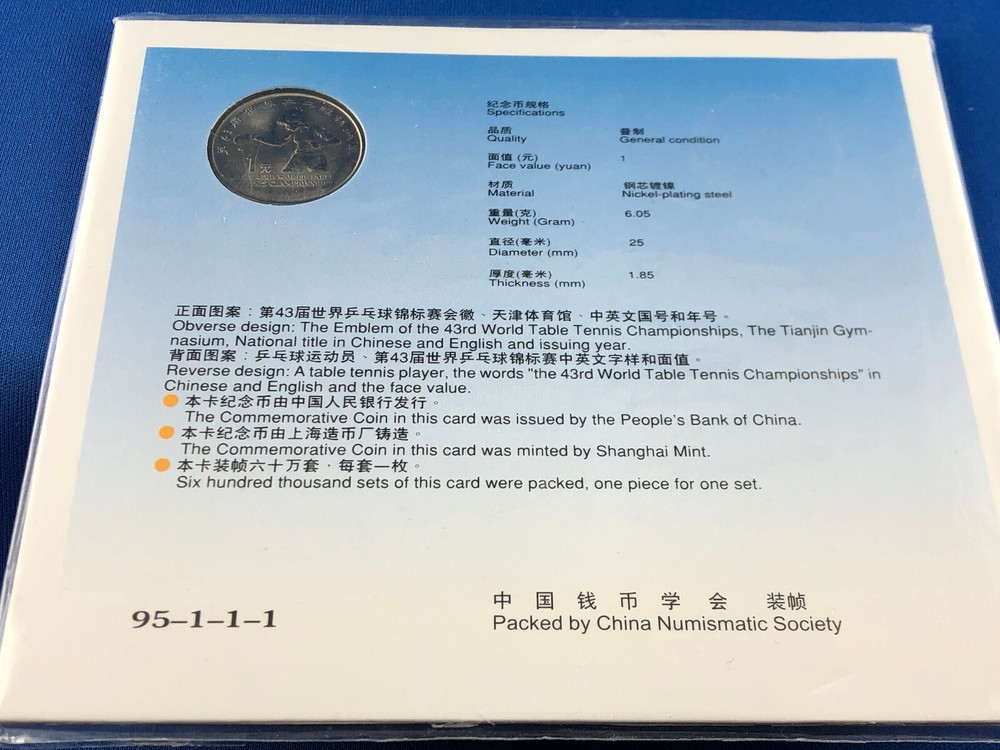 1元
纪念币规格
Specifications
品质 普制
Quality General condition
面值 (元) 1
Face value (yuan)
材质 钢芯镀镍
Material Nickel-plating steel
重量(克) 6.05
Weight (Gram)
直径(毫米) 25
Diameter (mm)
厚度(毫米) 1.85
Thickness (mm)
正面图案：第43届世界乒乓球锦标赛会徽、天津体育馆、中英文国号和年号。
Obverse design: The Emblem of the 43rd World Table Tennis Championships, The Tianjin Gym-
nasium, National title in Chinese and English and issuing year.
背面图案：乒乓球运动员、第43届世界乒乓球锦标赛中英文字样和面值。
Reverse design: A table tennis player, the words "the 43rd World Table Tennis Championships" in
Chinese and English and the face value.
本卡纪念币由中国人民银行发行。
The Commemorative Coin in this card was issued by the People's Bank of China.
本卡纪念币由上海造币厂铸造。
The Commemorative Coin in this card was minted by Shanghai Mint.
本卡装帧六十万套·每套一枚。
Six hundred thousand sets of this card were packed, one piece for one set.
95–1–1–1
中国钱币学会 装帧
Packed by China Numismatic Society